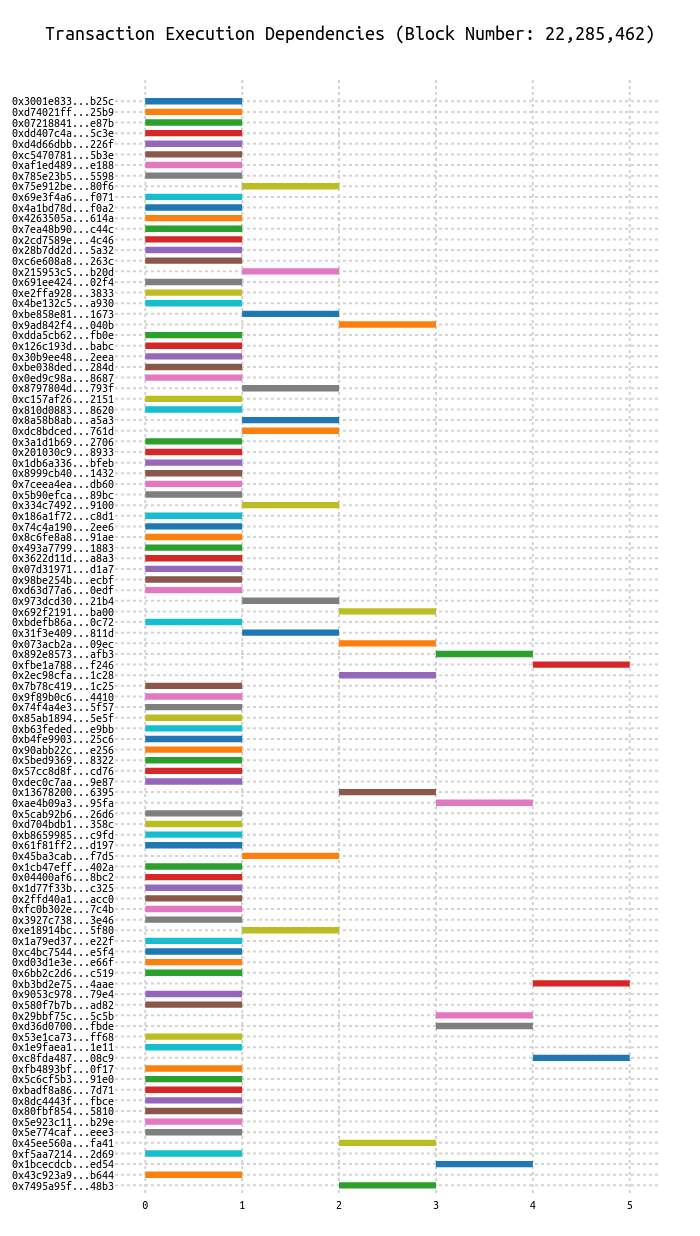 Transaction Execution Dependencies (Block Number: 22,285,462)
0x3001e833...b25c
0xd74021ff...25b9
0x07218841...e87b
0xdd407c4a...5c3e
0xd4d66dbb...226f
0xc5470781...5b3e
0xaf1ed489...e188
0x785e23b5...5598
0x75e912be...80f6
0x69e3f4a6...f071
0x4a1bd78d...f0a2
0x4263505a...614a
0x7ea48b90...c44c
0x2cd7589e...4c46
0x28b7dd2d...5a32
0xc6e608a8...263c
0x215953c5...b20d
0x691ee424...02f4
0xe2ffa928...3833
0x4be132c5...a930
0xbe858e81...1673
0x9ad842f4...040b
0xdda5cb62...fb0e
0x126c193d...babc
0x30b9ee48...2eea
0xbe038ded...284d
0x0ed9c98a...8687
0x8797804d...793f
0xc157af26...2151
0x810d0883...8620
0x8a58b8ab...a5a3
0xdc8bdced...761d
0x3a1d1b69...2706
0x201030c9...8933
0x1db6a336...bfeb
0x8999cb40...1432
0x7ceea4ea...db60
0x5b90efca...89bc
0x334c7492...9100
0x186a1f72...c8d1
0x74c4a190...2ee6
0x8c6fe8a8...91ae
0x493a7799...1883
0x3622d11d...a8a3
0x07d31971...d1a7
0x98be254b...ecbf
0xd63d77a6...0edf
0x973dcd30...21b4
0x692f2191...ba00
0xbdefb86a...0c72
0x31f3e409...811d
0x073acb2a...09ec
0x892e8573...afb3
0xfbe1a788...f246
0x2ec98cfa...1c28
0x7b78c419...1c25
0x9f89b0c6...4410
0x74f4a4e3...5f57
0x85ab1894...5e5f
0xb63feded...e9bb
0xb4fe9903...25c6
0x90abb22c...e256
0x5bed9369...8322
0x57cc8d8f...cd76
0xdec0c7aa...9e87
0x13678200...6395
0xae4b09a3...95fa
0x5cab92b6...26d6
0xd704bdb1...358c
0xb8659985...c9fd
0x61f81ff2...d197
0x45ba3cab...f7d5
0x1cb47eff...402a
0x04400af6...8bc2
0x1d77f33b...c325
0x2ffd40a1...acc0
0xfc0b302e...7c4b
0x3927c738...3e46
0xe18914bc...5f80
0x1a79ed37...e22f
0xc4bc7544...e5f4
0xd03d1e3e...e66f
0x6bb2c2d6...c519
0xb3bd2e75...4aae
0x9053c978...79e4
0x580f7b7b...ad82
0x29bbf75c...5c5b
0xd36d0700...fbde
0x53e1ca73...ff68
0x1e9faea1...1e11
0xc8fda487...08c9
0xfb4893bf...0f17
0x5c6cf5b3...91e0
0xbadf8a86...7d71
0x8dc4443f...fbce
0x80fbf854...5810
0x5e923c11...b29e
0x5e774caf...eee3
0x45ee560a...fa41
0xf5aa7214...2d69
0x1bcecdcb...ed54
0x43c923a9...b644
0x7495a95f...48b3
0 1 2 3 4 5